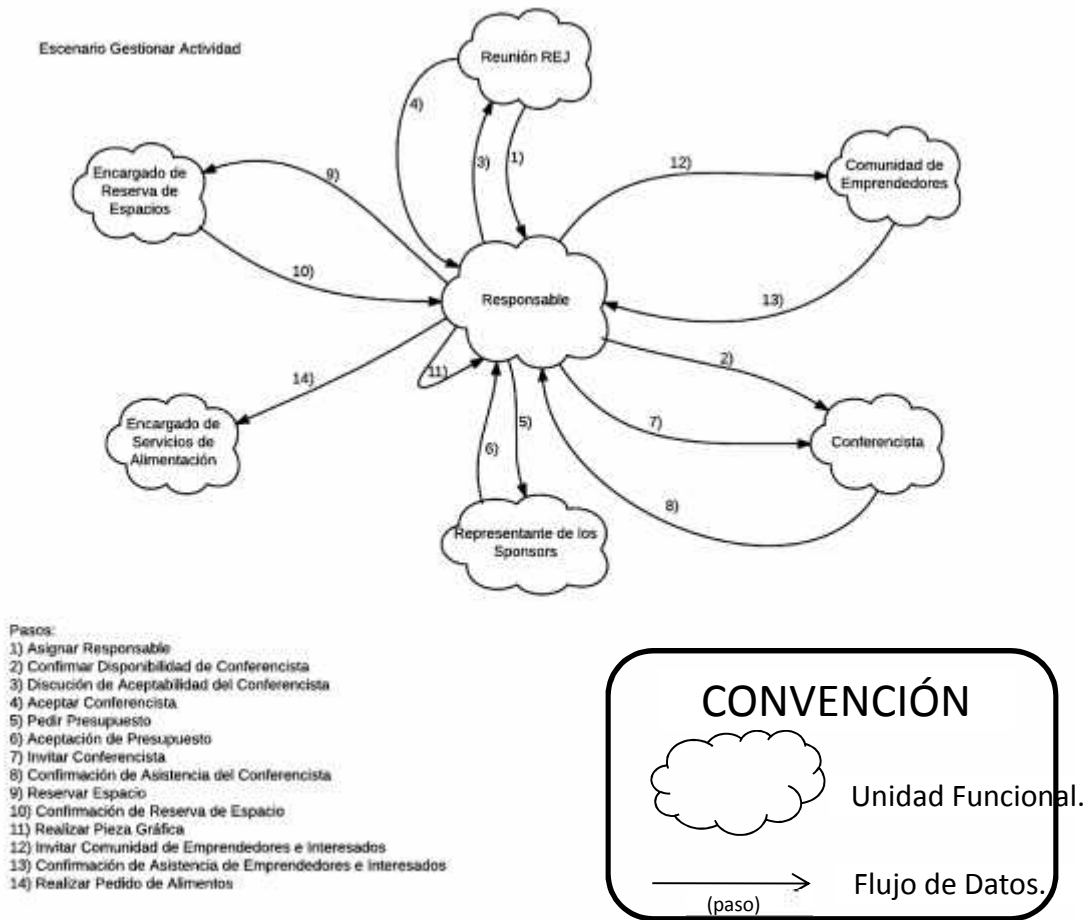 Escenario Gestionar Actividad
Reunión REJ
4)
3)
1)
Encargado de
Reserva de
Espacios
9)
12)
Comunidad de
Emprendedores
10)
Responsable
13)
2)
14)
11)
Encargado de
Servicios de
Alimentación
5)
6)
7)
Conferencista
8)
Representante de los
Sponsors
Pasos:
1) Asignar Responsable
2) Confirmar Disponibilidad de Conferencista
3) Discución de Aceptabilidad del Conferencista
4) Aceptar Conferencista
5) Pedir Presupuesto
6) Aceptación de Presupuesto
7) Invitar Conferencista
8) Confirmación de Asistencia del Conferencista
9) Reservar Espacio
10) Confirmación de Reserva de Espacio
11) Realizar Pieza Gráfica
12) Invitar Comunidad de Emprendedores e Interesados
13) Confirmación de Asistencia de Emprendedores e Interesados
14) Realizar Pedido de Alimentos
CONVENCIÓN
Unidad Funcional.
Flujo de Datos.
(paso)